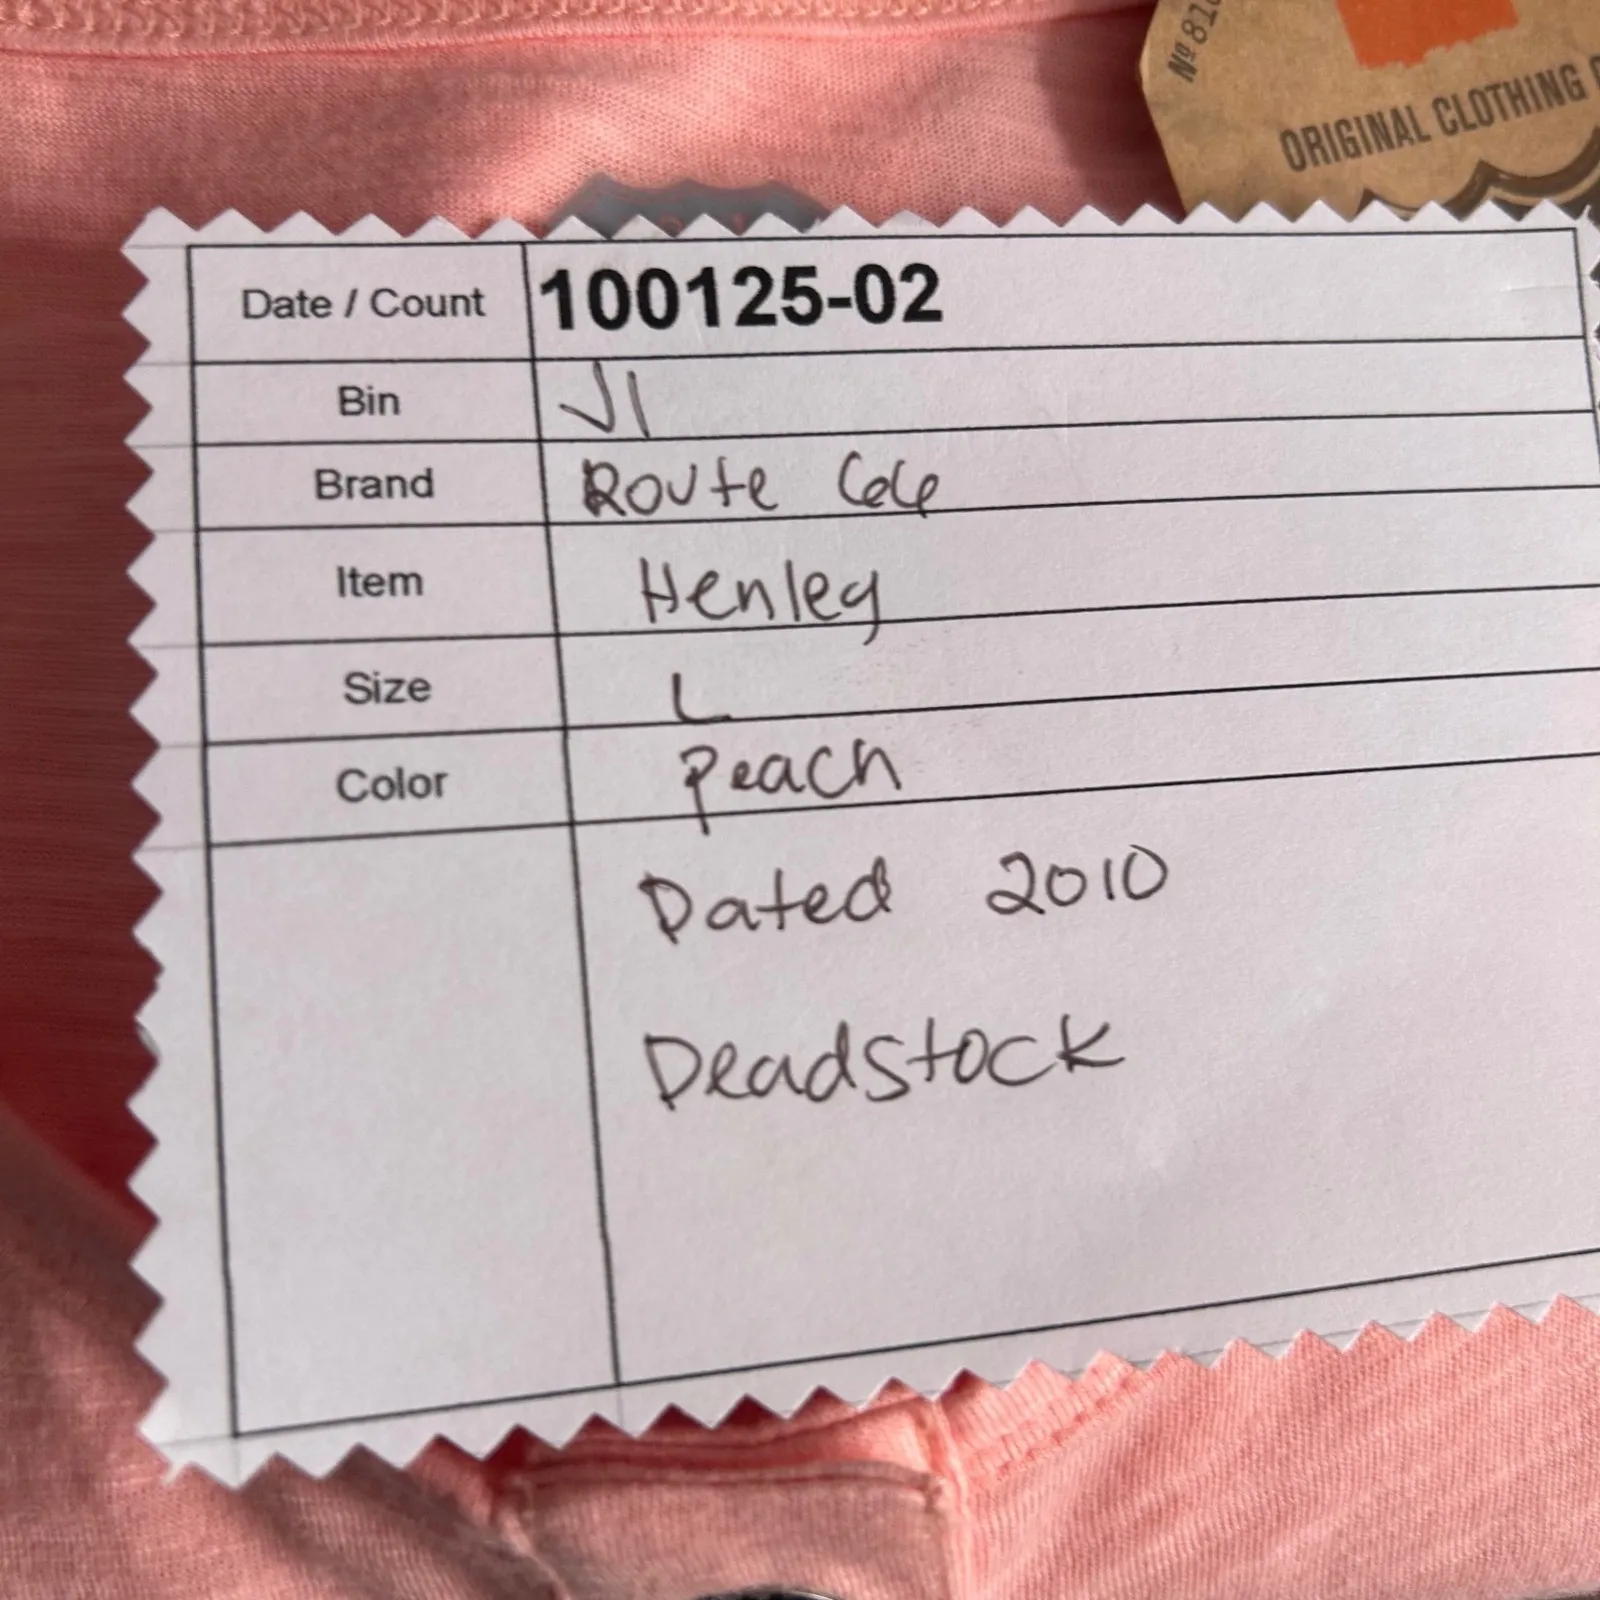 Nº 810
ORIGINAL CLOTHING
Date / Count 100125-02
Bin J1
Brand Route 66
Item Henley
Size L
Color Peach
Dated 2010
Deadstock